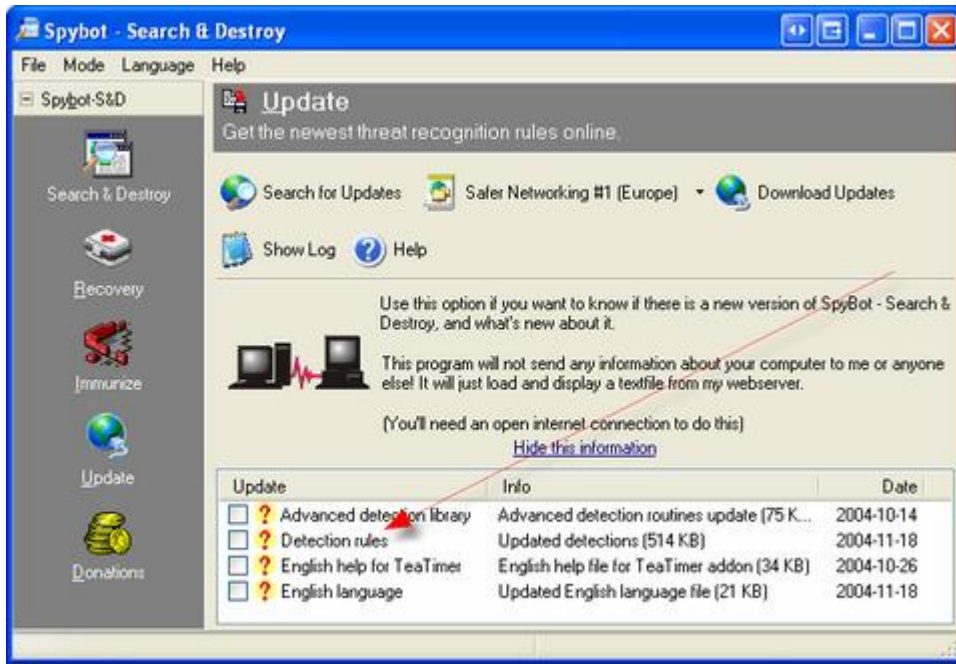 Spybot - Search & Destroy
File Mode Language Help
Spybot-S&D
Update
Get the newest threat recognition rules online.
Search & Destroy
Recovery
Immunize
Update
Donations
Search for Updates
Safer Networking #1 (Europe)
Download Updates
Show Log
Help
Use this option if you want to know if there is a new version of SpyBot - Search &
Destroy, and what's new about it.
This program will not send any information about your computer to me or anyone
else! It will just load and display a textfile from my webserver.
(You'll need an open internet connection to do this)
Hide this information
Update Info Date
? Advanced detection library Advanced detection routines update (75 K... 2004-10-14
? Detection rules Updated detections (514 KB) 2004-11-18
? English help for TeaTimer English help file for TeaTimer addon (34 KB) 2004-10-26
? English language Updated English language file (21 KB) 2004-11-18